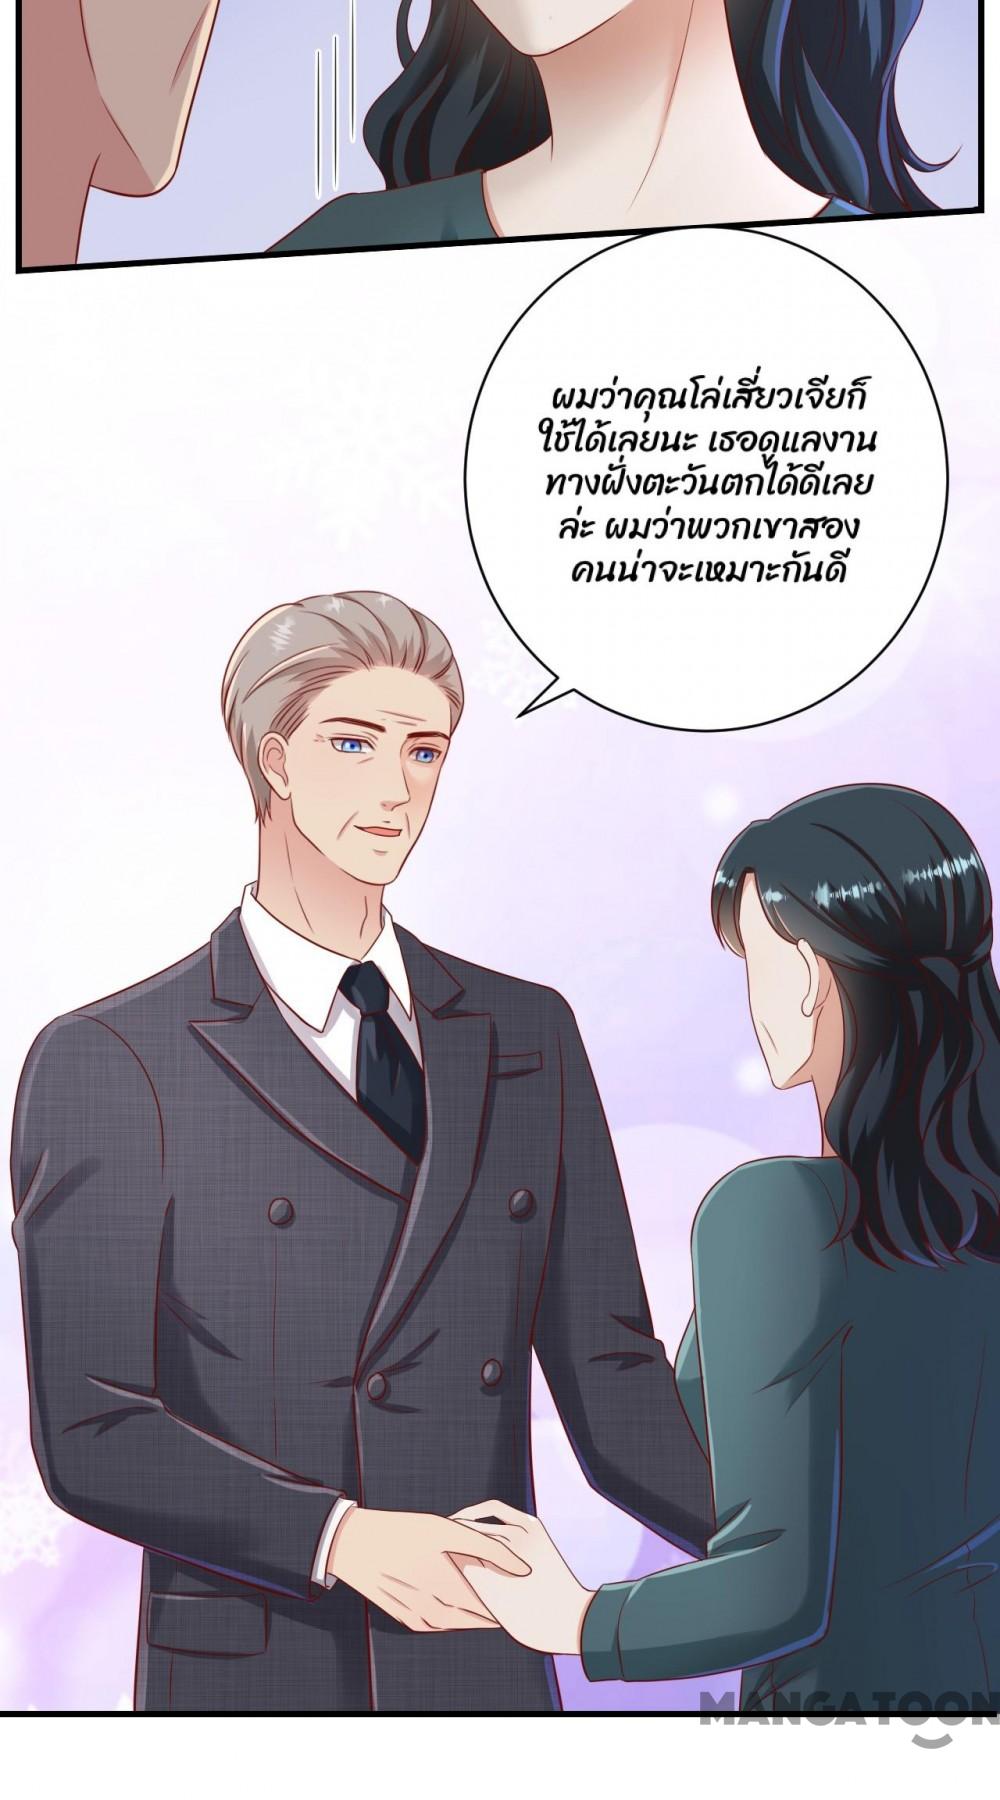 ผมว่าคุณโล่เสี่ยวเจียก็
ใช้ได้เลยนะ เธอดูแลงาน
ทางฝั่งตะวันตกได้ดีเลย
ล่ะ ผมว่าพวกเขาสอง
คนน่าจะเหมาะกันดี
MANGATOON